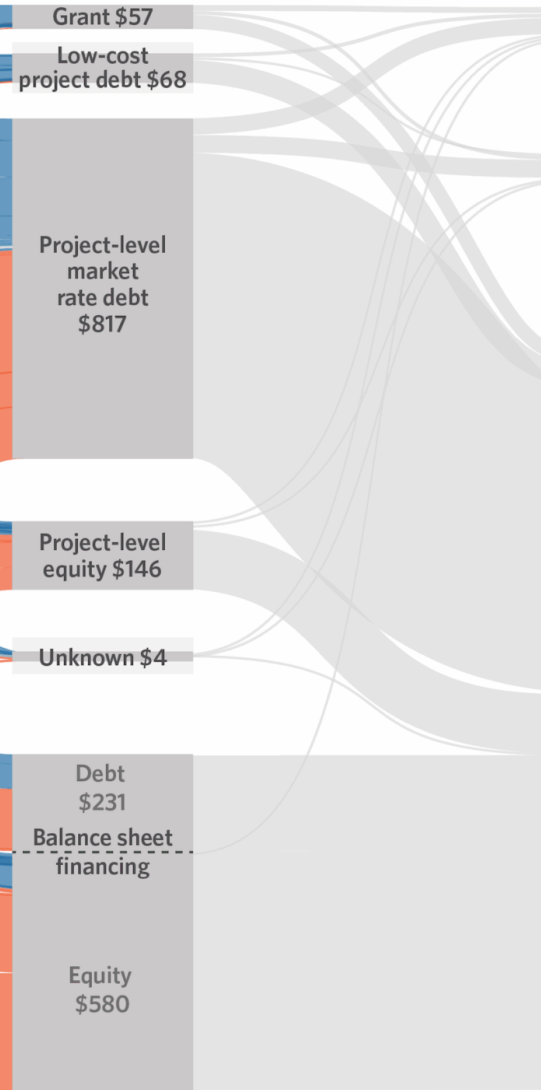 Grant $57
Low-cost
project debt $68
Project-level
market
rate debt
$817
Project-level
equity $146
Unknown $4
Debt
$231
Balance sheet
financing
Equity
$580